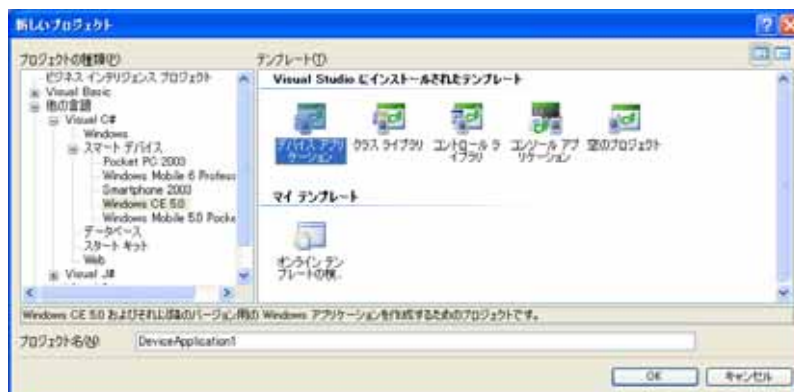 新しいプロジェクト
プロジェクトの種類(P)
テンプレート(T)
ビジネス インテリジェンス プロジェクト
Visual Basic
他の言語
Visual C#
Windows
スマート デバイス
Pocket PC 2003
Windows Mobile 6 Profess
Smartphone 2003
Windows CE 5.0
Windows Mobile 5.0 Pocke
データベース
スタート キット
Web
Visual J#
Visual Studio にインストールされたテンプレート
デバイス アプリ
ケーション
クラス ライブラリ
コントロール ラ
イブラリ
コンソール アプ
リケーション
空のプロジェクト
マイ テンプレート
オンライン テン
プレートの検...
Windows CE 5.0 およびそれ以降のバージョン用の Windows アプリケーションを作成するためのプロジェクトです。
プロジェクト名(N)
DeviceApplication1
OK
キャンセル